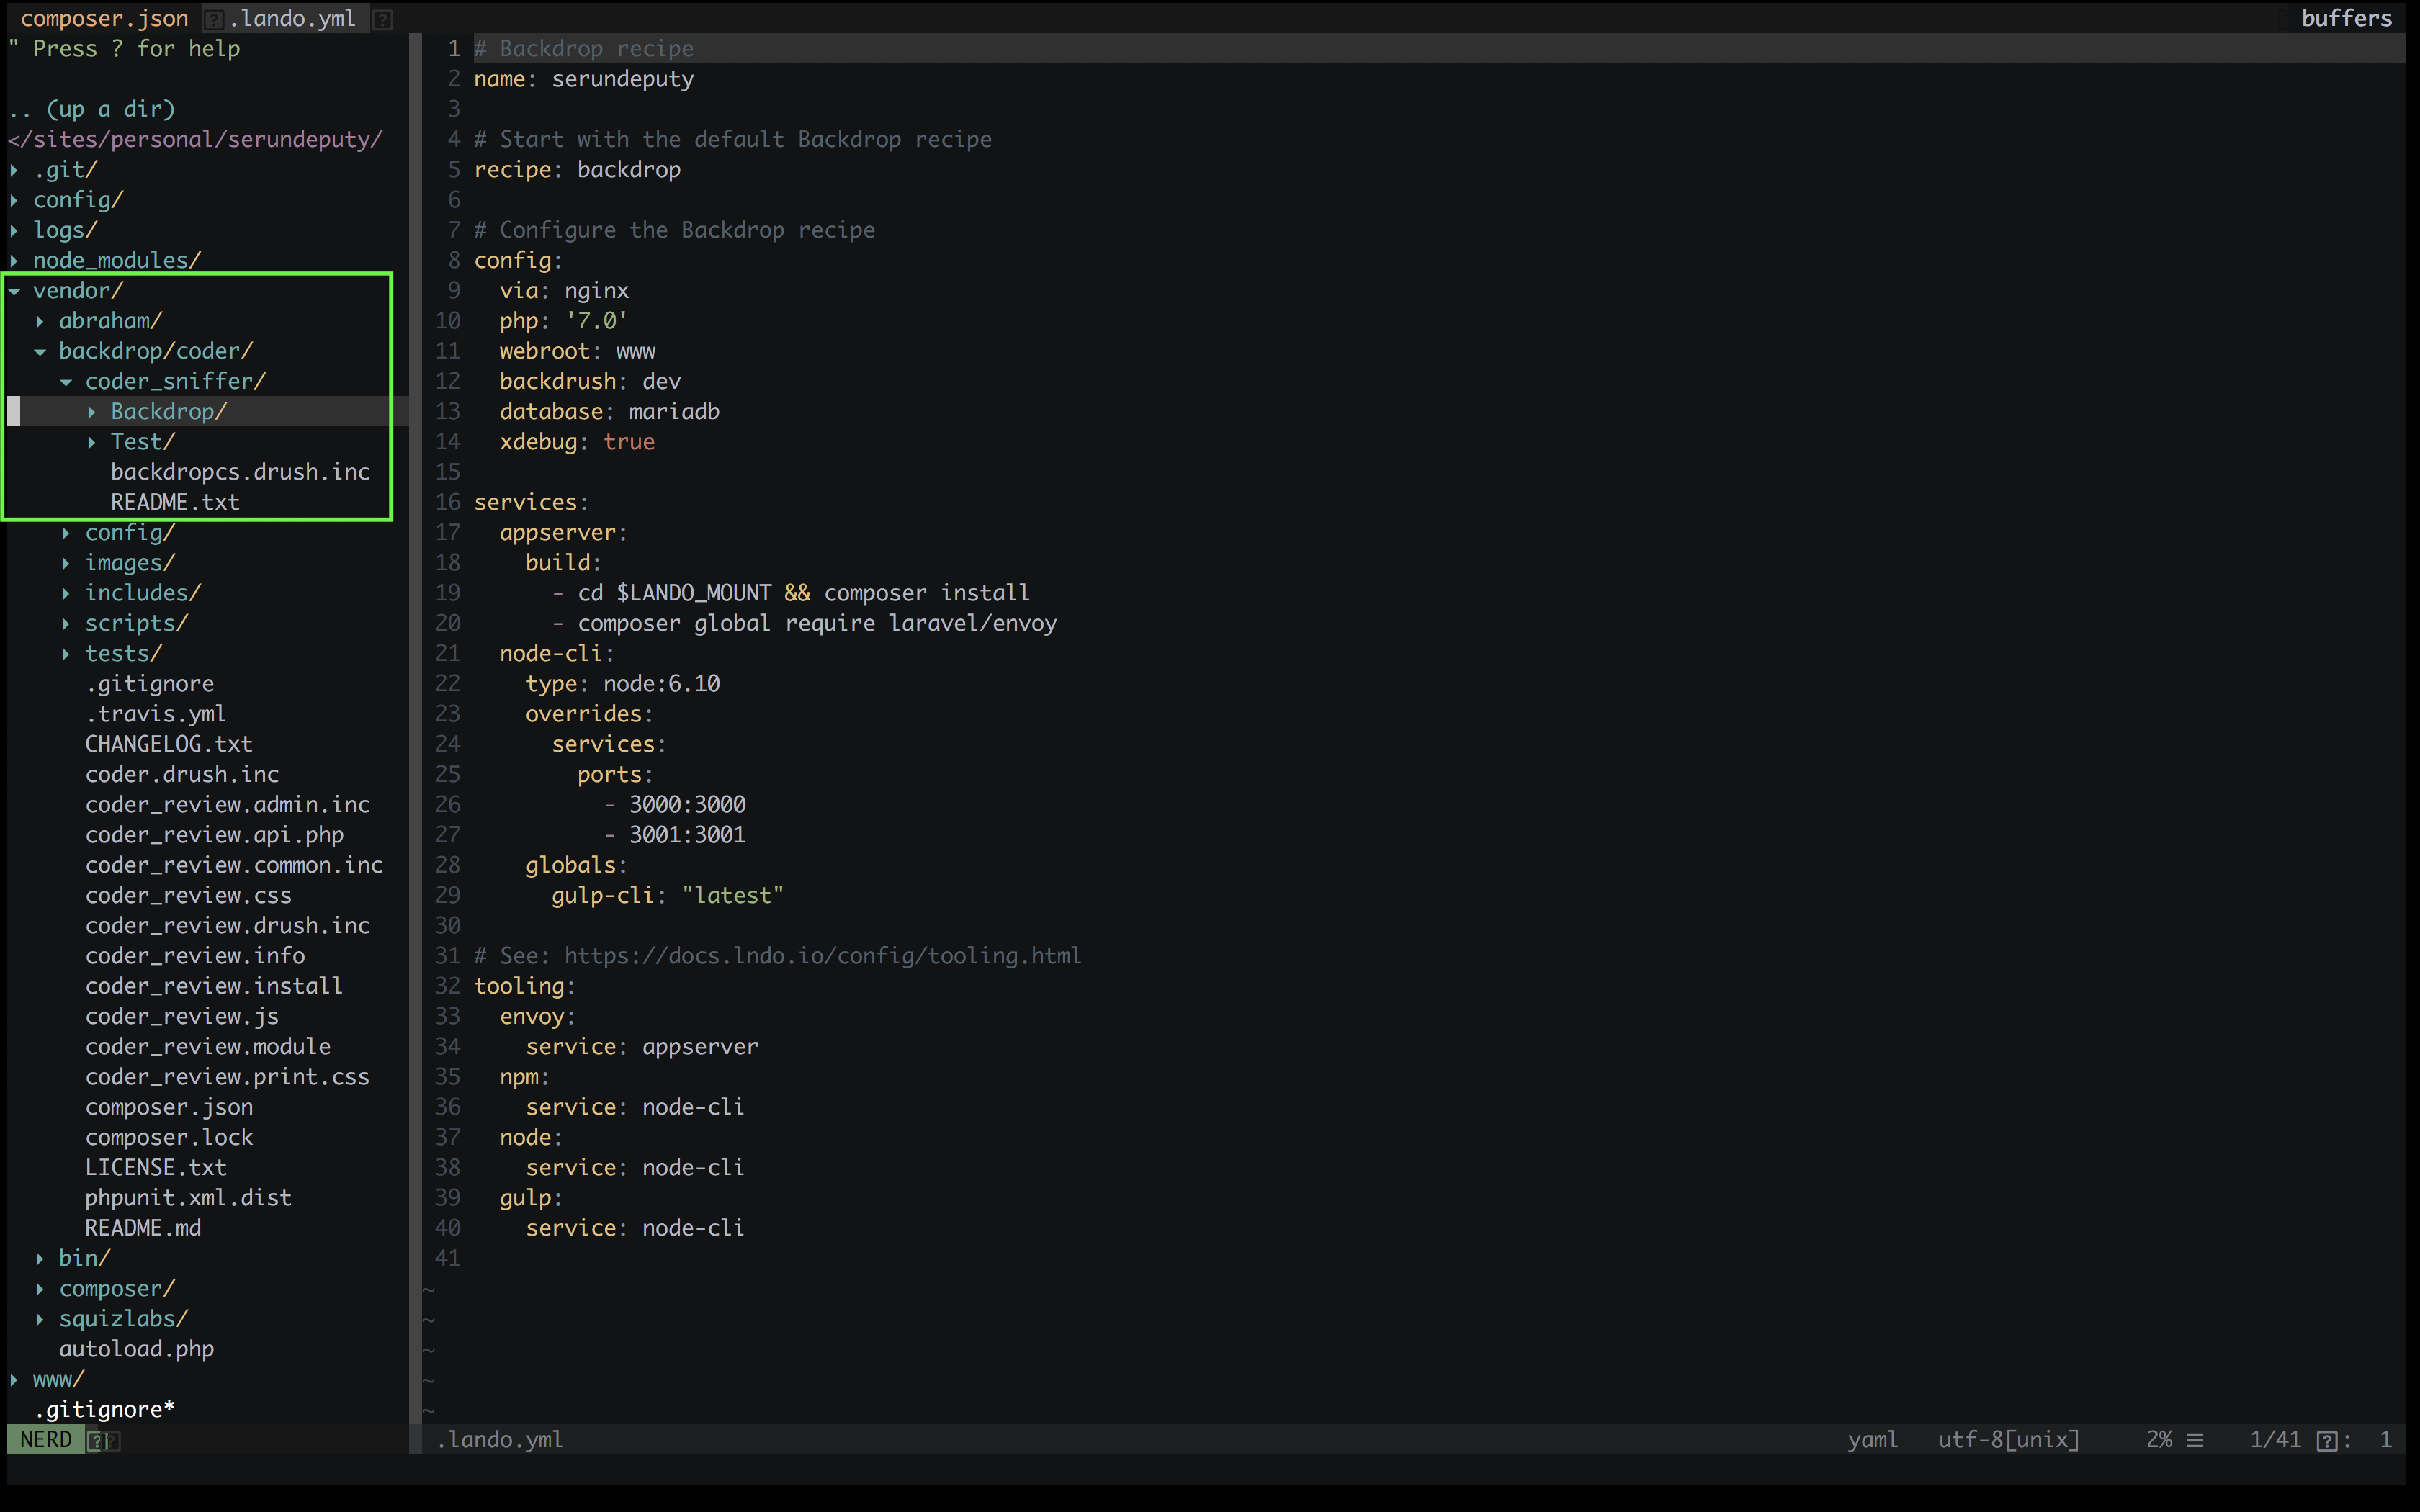 composer.json .lando.yml buffers
" Press ? for help
.. (up a dir)
</sites/personal/serundeputy/
.git/
config/
logs/
node_modules/
vendor/
abraham/
backdrop/coder/
coder_sniffer/
Backdrop/
Test/
backdropcs.drush.inc
README.txt
config/
images/
includes/
scripts/
tests/
.gitignore
.travis.yml
CHANGELOG.txt
coder.drush.inc
coder_review.admin.inc
coder_review.api.php
coder_review.common.inc
coder_review.css
coder_review.drush.inc
coder_review.info
coder_review.install
coder_review.js
coder_review.module
coder_review.print.css
composer.json
composer.lock
LICENSE.txt
phpunit.xml.dist
README.md
bin/
composer/
squizlabs/
autoload.php
www/
.gitignore*
NERD
1 # Backdrop recipe
2 name: serundeputy
3
4 # Start with the default Backdrop recipe
5 recipe: backdrop
6
7 # Configure the Backdrop recipe
8 config:
9 via: nginx
10 php: '7.0'
11 webroot: www
12 backdrush: dev
13 database: mariadb
14 xdebug: true
15
16 services:
17 appserver:
18 build:
19 - cd $LANDO_MOUNT && composer install
20 - composer global require laravel/envoy
21 node-cli:
22 type: node:6.10
23 overrides:
24 services:
25 ports:
26 - 3000:3000
27 - 3001:3001
28 globals:
29 gulp-cli: "latest"
30
31 # See: https://docs.lndo.io/config/tooling.html
32 tooling:
33 envoy:
34 service: appserver
35 npm:
36 service: node-cli
37 node:
38 service: node-cli
39 gulp:
40 service: node-cli
41
~
~
~
~
~
.lando.yml yaml utf-8[unix] 2% ☰ 1/41 : 1